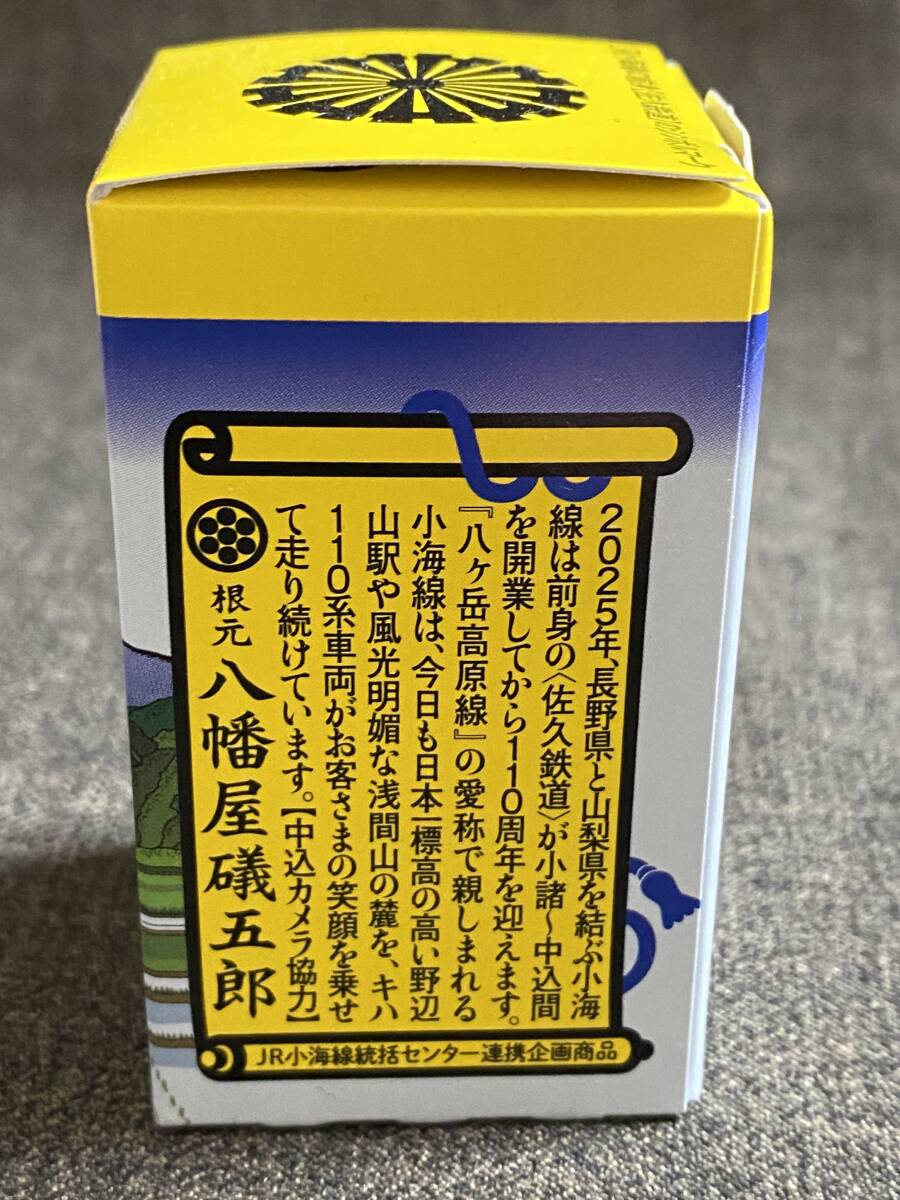 2025年、長野県と山梨県を結ぶ小海
線は前身の〈佐久鉄道〉が小諸～中込間
を開業してから110周年を迎えます。
『八ヶ岳高原線』の愛称で親しまれる
小海線は、今日も日本一標高の高い野辺
山駅や風光明媚な浅間山の麓を、キハ
110系車両がお客さまの笑顔を乗せ
て走り続けています。【中込カメラ協力】
根元 八幡屋礒五郎
JR小海線統括センター連携企画商品